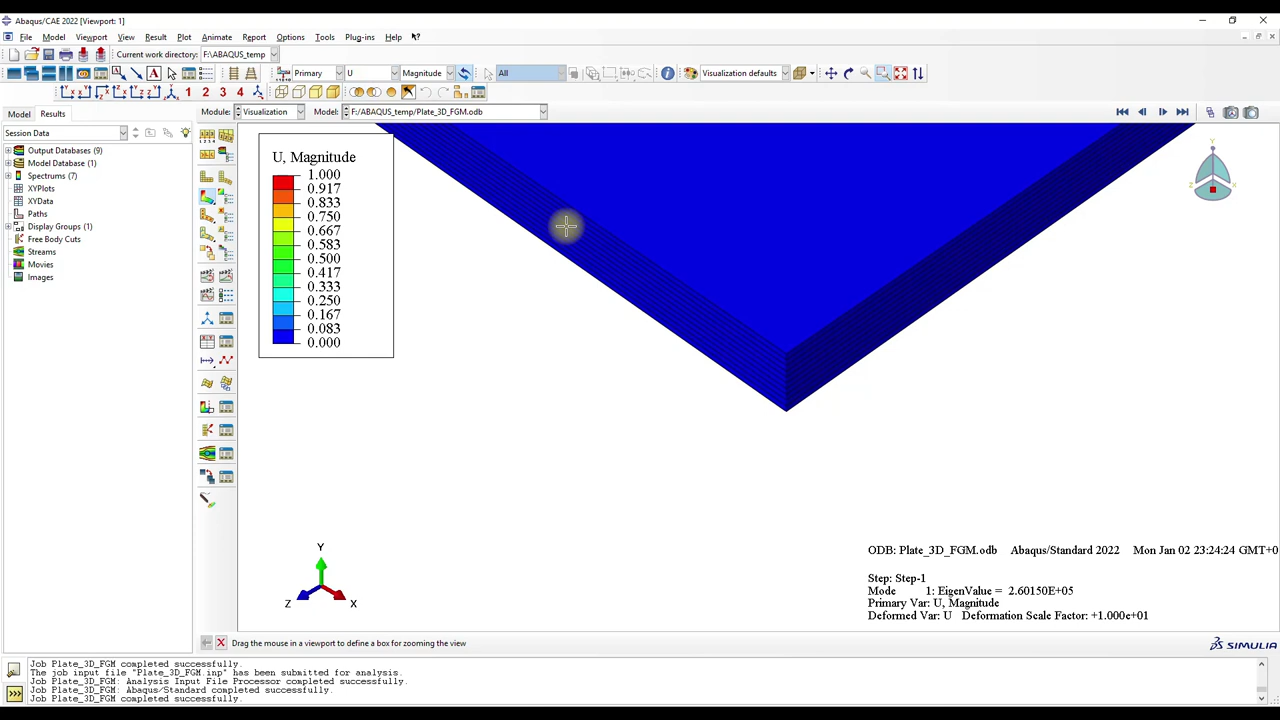 Abaqus/CAE 2022 [Viewport: 1]
File Model Viewport View Result Plot Animate Report Options Tools Plug-ins Help
Current work directory: F:\ABAQUS_temp
Primary U Magnitude All Visualization defaults
1 2 3 4
Model Results Module: Visualization Model: F:/ABAQUS_temp/Plate_3D_FGM.odb
Session Data
Output Databases (9)
Model Database (1)
Spectrums (7)
XYPlots
XYData
Paths
Display Groups (1)
Free Body Cuts
Streams
Movies
Images
U, Magnitude
1.000
0.917
0.833
0.750
0.667
0.583
0.500
0.417
0.333
0.250
0.167
0.083
0.000
Y
Z X
Y
Z X
ODB: Plate_3D_FGM.odb Abaqus/Standard 2022 Mon Jan 02 23:24:24 GMT+0
Step: Step-1
Mode 1: EigenValue = 2.60150E+05
Primary Var: U, Magnitude
Deformed Var: U Deformation Scale Factor: +1.000e+01
Drag the mouse in a viewport to define a box for zooming the view
SIMULIA
Job Plate_3D_FGM completed successfully.
The job input file "Plate_3D_FGM.inp" has been submitted for analysis.
Job Plate_3D_FGM: Analysis Input File Processor completed successfully.
Job Plate_3D_FGM: Abaqus/Standard completed successfully.
Job Plate_3D_FGM completed successfully.